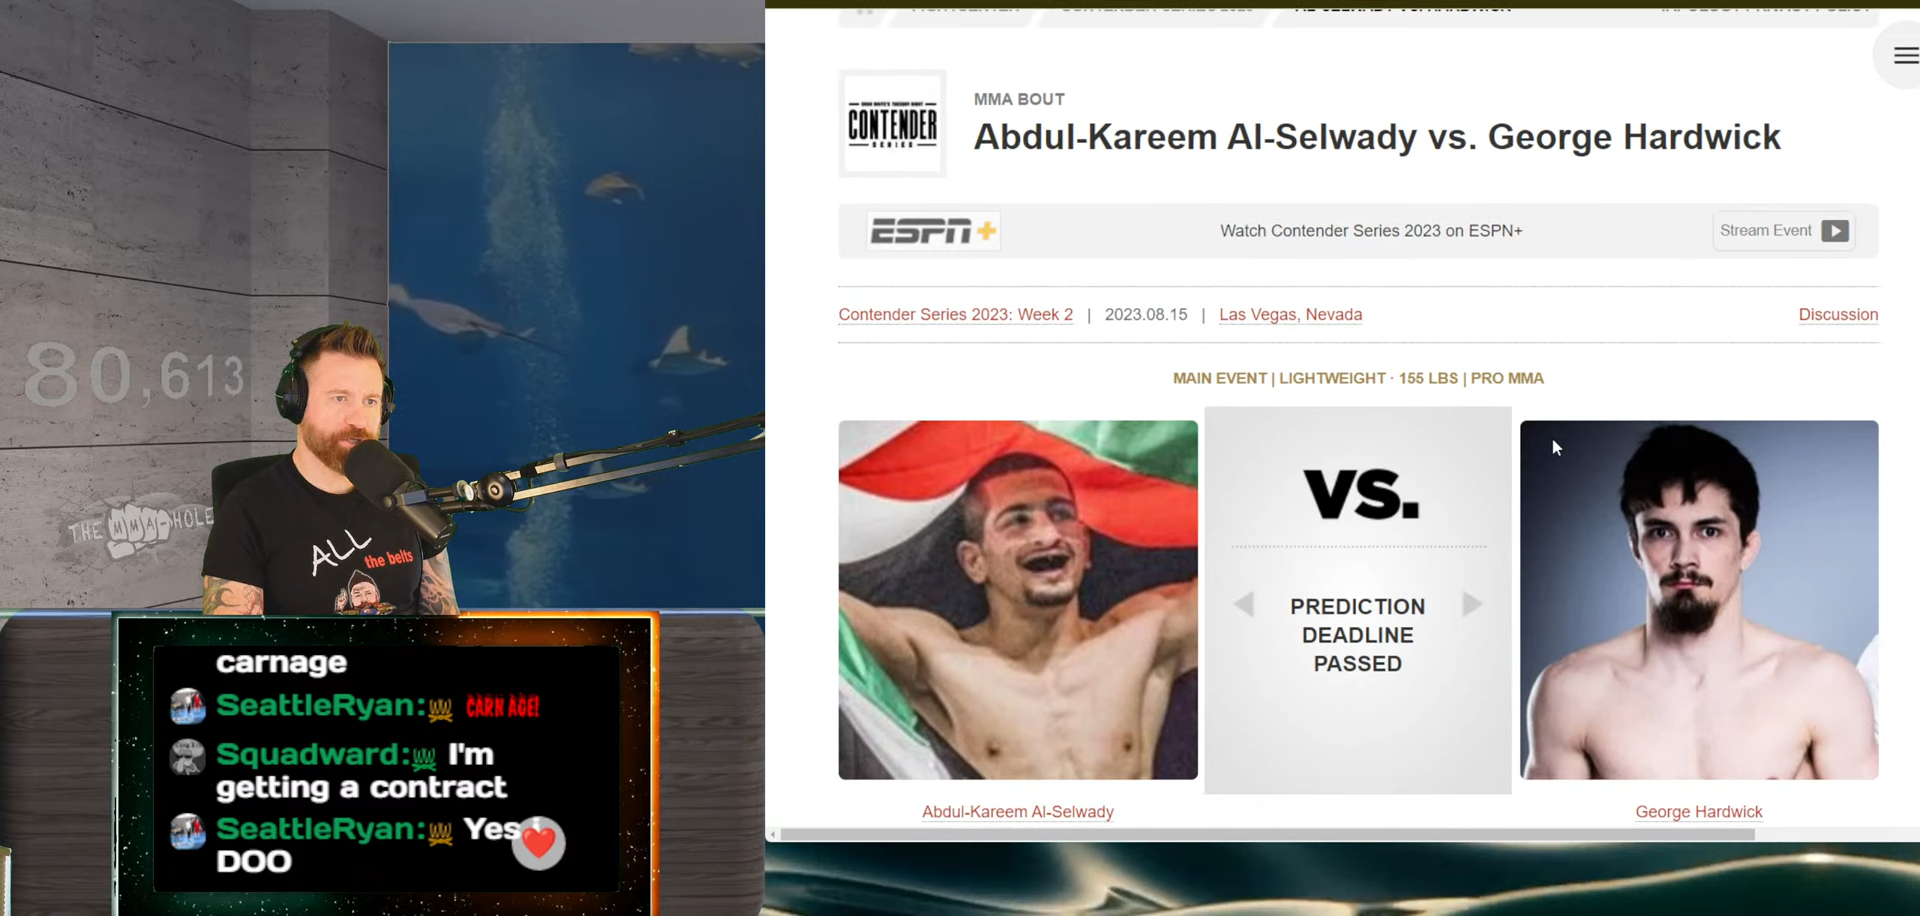 80,613
THE MMA-HOLE
ALL
the belts
carnage
SeattleRyan: CARNAGE!
Squadward: I'm
getting a contract
SeattleRyan: Yes
DOO
CONTENDER
SERIES
MMA BOUT
Abdul-Kareem Al-Selwady vs. George Hardwick
ESPN+
Watch Contender Series 2023 on ESPN+
Stream Event
Contender Series 2023: Week 2 | 2023.08.15 | Las Vegas, Nevada
Discussion
MAIN EVENT | LIGHTWEIGHT · 155 LBS | PRO MMA
VS.
PREDICTION
DEADLINE
PASSED
Abdul-Kareem Al-Selwady
George Hardwick